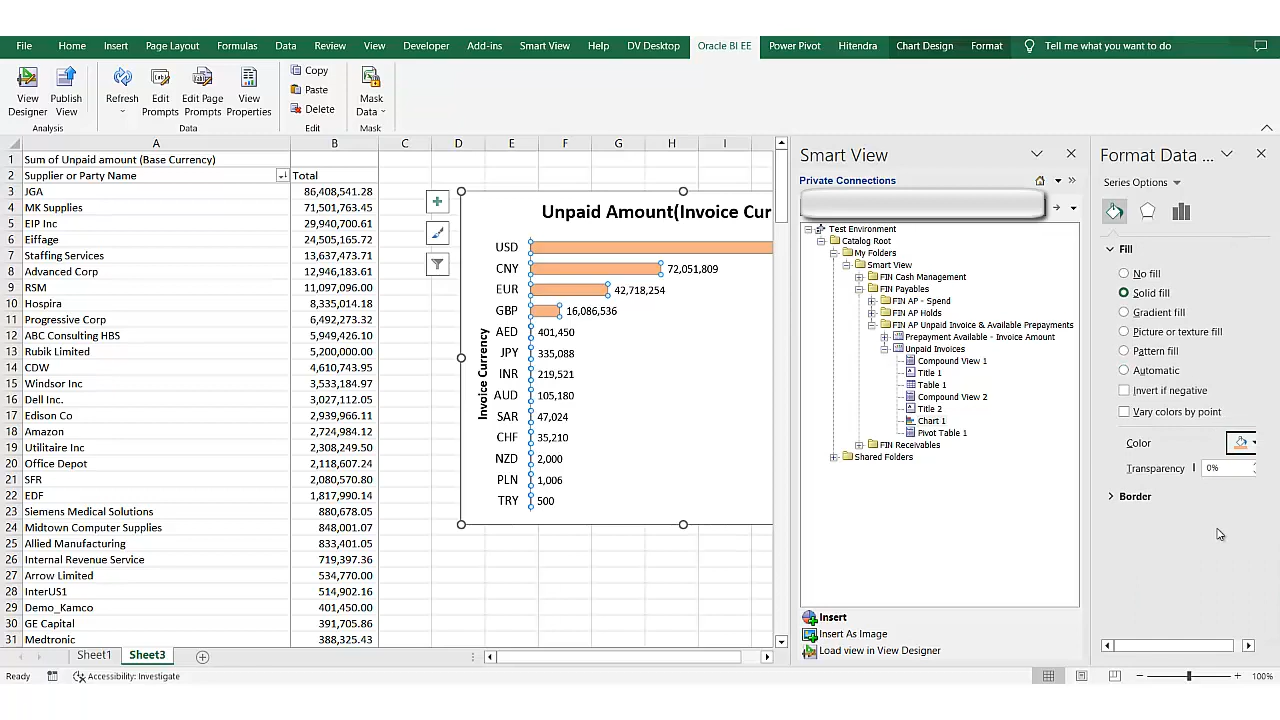 File Home Insert Page Layout Formulas Data Review View Developer Add-ins Smart View Help DV Desktop Oracle BI EE Power Pivot Hitendra Chart Design Format Tell me what you want to do
View Designer Publish View Refresh Edit Prompts Edit Page Prompts View Properties Copy Paste Delete Mask Data
Analysis Data Edit Mask
A B C D E F G H I
1 Sum of Unpaid amount (Base Currency)
2 Supplier or Party Name Total
3 JGA 86,408,541.28
4 MK Supplies 71,501,763.45
5 EIP Inc 29,940,700.61
6 Eiffage 24,505,165.72
7 Staffing Services 13,637,473.71
8 Advanced Corp 12,946,183.61
9 RSM 11,097,096.00
10 Hospira 8,335,014.18
11 Progressive Corp 6,492,273.32
12 ABC Consulting HBS 5,949,426.10
13 Rubik Limited 5,200,000.00
14 CDW 4,610,743.95
15 Windsor Inc 3,533,184.97
16 Dell Inc. 3,027,112.05
17 Edison Co 2,939,966.11
18 Amazon 2,724,984.12
19 Utilitaire Inc 2,308,249.50
20 Office Depot 2,118,607.24
21 SFR 2,080,570.80
22 EDF 1,817,990.14
23 Siemens Medical Solutions 880,678.05
24 Midtown Computer Supplies 848,001.07
25 Allied Manufacturing 833,401.05
26 Internal Revenue Service 719,397.36
27 Arrow Limited 534,770.00
28 InterUS1 514,902.16
29 Demo_Kamco 401,450.00
30 GE Capital 391,705.86
31 Medtronic 388,325.43
Unpaid Amount(Invoice Cur
Invoice Currency
USD
CNY 72,051,809
EUR 42,718,254
GBP 16,086,536
AED 401,450
JPY 335,088
INR 219,521
AUD 105,180
SAR 47,024
CHF 35,210
NZD 2,000
PLN 1,006
TRY 500
Smart View
Private Connections
Test Environment
Catalog Root
My Folders
Smart View
FIN Cash Management
FIN Payables
FIN AP - Spend
FIN AP Holds
FIN AP Unpaid Invoice & Available Prepayments
Prepayment Available - Invoice Amount
Unpaid Invoices
Compound View 1
Title 1
Table 1
Compound View 2
Title 2
Chart 1
Pivot Table 1
FIN Receivables
Shared Folders
Insert
Insert As Image
Load view in View Designer
Format Data ...
Series Options
Fill
No fill
Solid fill
Gradient fill
Picture or texture fill
Pattern fill
Automatic
Invert if negative
Vary colors by point
Color
Transparency 0%
Border
Sheet1 Sheet3
Ready Accessibility: Investigate 100%